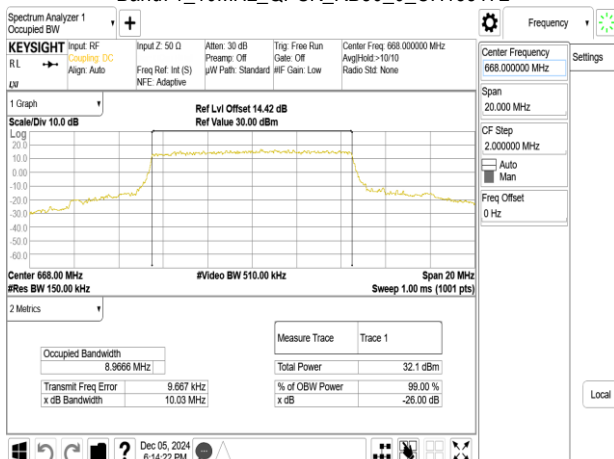 Spectrum Analyzer 1
Occupied BW
Frequency
KEYSIGHT
RL
Input: RF
Coupling: DC
Align: Auto
Input Z: 50 Ω
Freq Ref: Int (S)
NFE: Adaptive
Atten: 30 dB
Preamp: Off
µW Path: Standard
Trig: Free Run
Gate: Off
#IF Gain: Low
Center Freq: 668.000000 MHz
Avg|Hold:>10/10
Radio Std: None
Center Frequency
668.000000 MHz
Settings
Span
20.000 MHz
CF Step
2.000000 MHz
Auto
Man
Freq Offset
0 Hz
Local
1 Graph
Scale/Div 10.0 dB
Ref Lvl Offset 14.42 dB
Ref Value 30.00 dBm
Log
20.0
10.0
0.00
-10.0
-20.0
-30.0
-40.0
-50.0
-60.0
Center 668.00 MHz
#Res BW 150.00 kHz
#Video BW 510.00 kHz
Span 20 MHz
Sweep 1.00 ms (1001 pts)
2 Metrics
Measure Trace
Trace 1
Occupied Bandwidth
8.9666 MHz
Total Power
32.1 dBm
Transmit Freq Error
9.667 kHz
% of OBW Power
99.00 %
x dB Bandwidth
10.03 MHz
x dB
-26.00 dB
?
Dec 05, 2024
6:14:22 PM